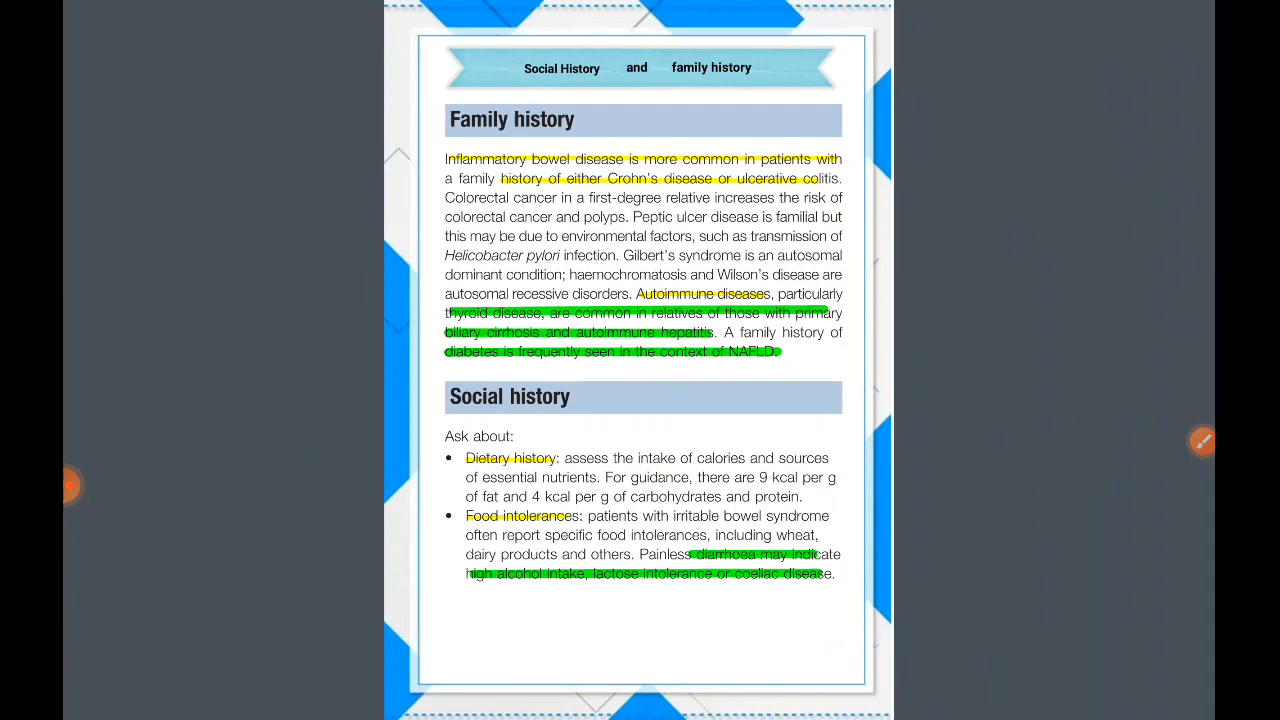 Social History and family history
Family history
Inflammatory bowel disease is more common in patients with
a family history of either Crohn's disease or ulcerative colitis.
Colorectal cancer in a first-degree relative increases the risk of
colorectal cancer and polyps. Peptic ulcer disease is familial but
this may be due to environmental factors, such as transmission of
Helicobacter pylori infection. Gilbert's syndrome is an autosomal
dominant condition; haemochromatosis and Wilson's disease are
autosomal recessive disorders. Autoimmune diseases, particularly
thyroid disease, are common in relatives of those with primary
biliary cirrhosis and autoimmune hepatitis. A family history of
diabetes is frequently seen in the context of NAFLD.
Social history
Ask about:
• Dietary history: assess the intake of calories and sources
of essential nutrients. For guidance, there are 9 kcal per g
of fat and 4 kcal per g of carbohydrates and protein.
• Food intolerances: patients with irritable bowel syndrome
often report specific food intolerances, including wheat,
dairy products and others. Painless diarrhoea may indicate
high alcohol intake, lactose intolerance or coeliac disease.